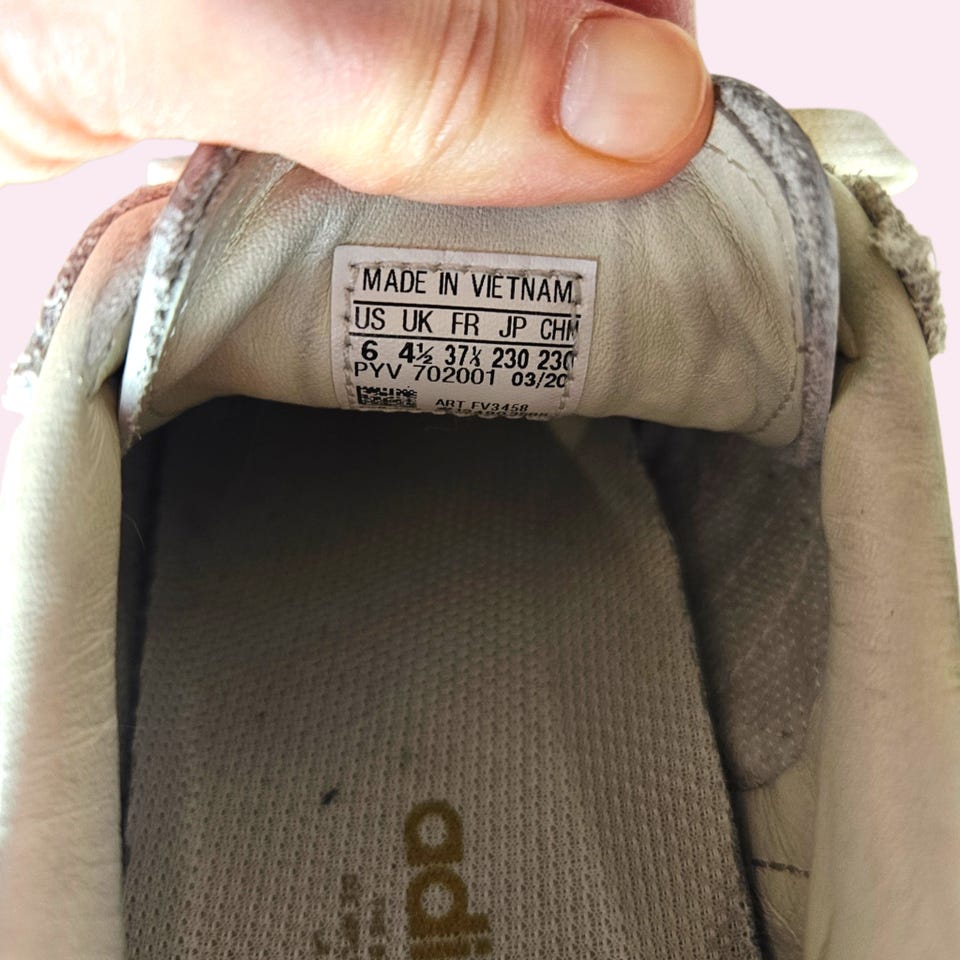 MADE IN VIETNAM
US UK FR JP CHN
6 4½ 37⅓ 230 230
PYV 702001 03/20
ART FV3458
adi